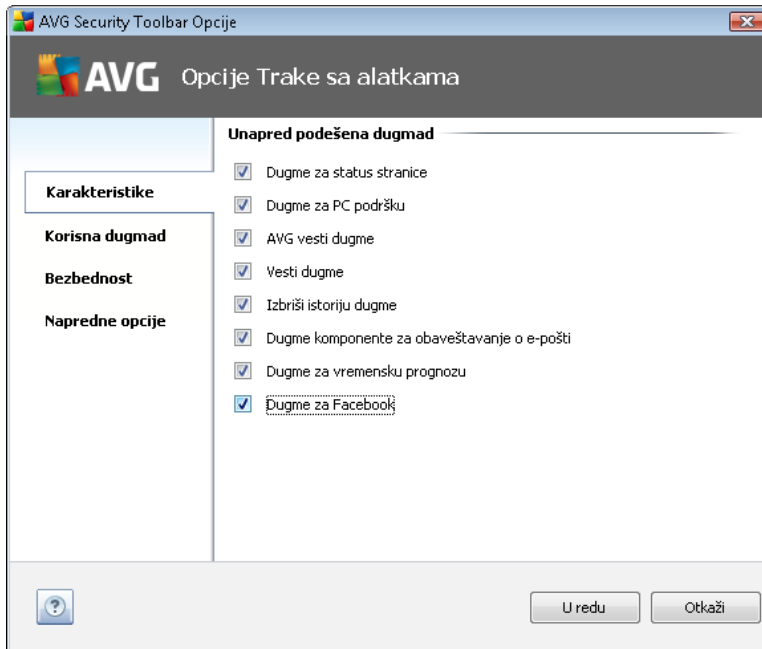 AVG Security Toolbar Opcije
AVG Opcije Trake sa alatkama
Karakteristike
Korisna dugmad
Bezbednost
Napredne opcije
Unapred podešena dugmad
Dugme za status stranice
Dugme za PC podršku
AVG vesti dugme
Vesti dugme
Izbriši istoriju dugme
Dugme komponente za obaveštavanje o e-pošti
Dugme za vremensku prognozu
Dugme za Facebook
?
U redu
Otkaži